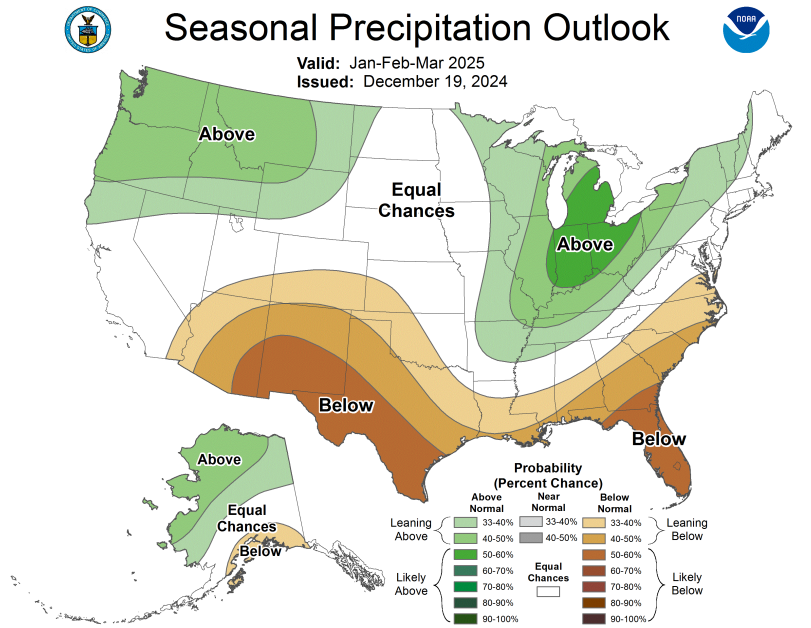 Seasonal Precipitation Outlook
NOAA
Valid: Jan-Feb-Mar 2025
Issued: December 19, 2024
Above
Equal
Chances
Above
Below
Below
Above
Equal
Chances
Below
Probability
(Percent Chance)
Above
Normal
Near
Normal
Below
Normal
Leaning
Above
33-40%
33-40%
33-40%
Leaning
Below
40-50%
40-50%
40-50%
Likely
Above
50-60%
60-70%
70-80%
80-90%
90-100%
Equal
Chances
50-60%
60-70%
70-80%
80-90%
90-100%
Likely
Below